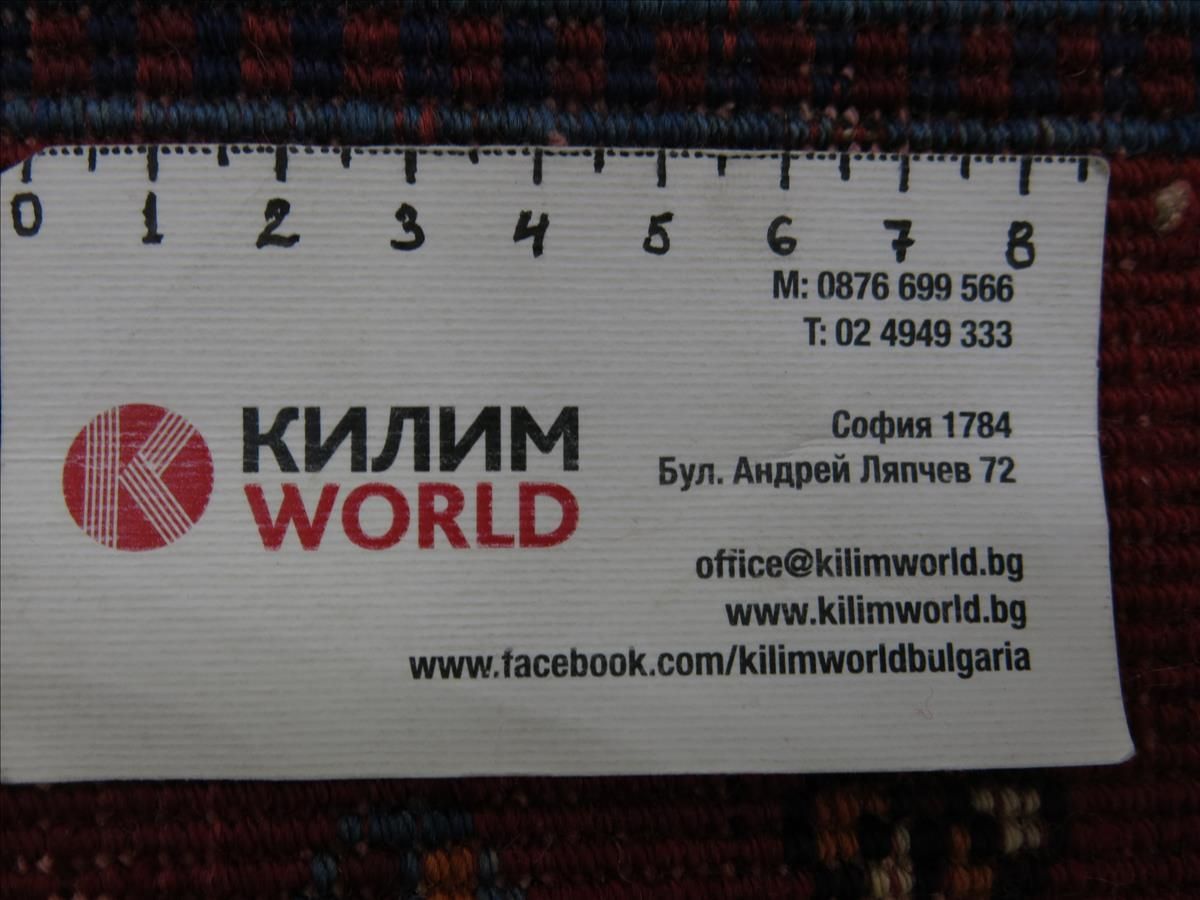 0 1 2 3 4 5 6 7 8
М: 0876 699 566
Т: 02 4949 333
КИЛИМ
WORLD
София 1784
Бул. Андрей Ляпчев 72
office@kilimworld.bg
www.kilimworld.bg
www.facebook.com/kilimworldbulgaria